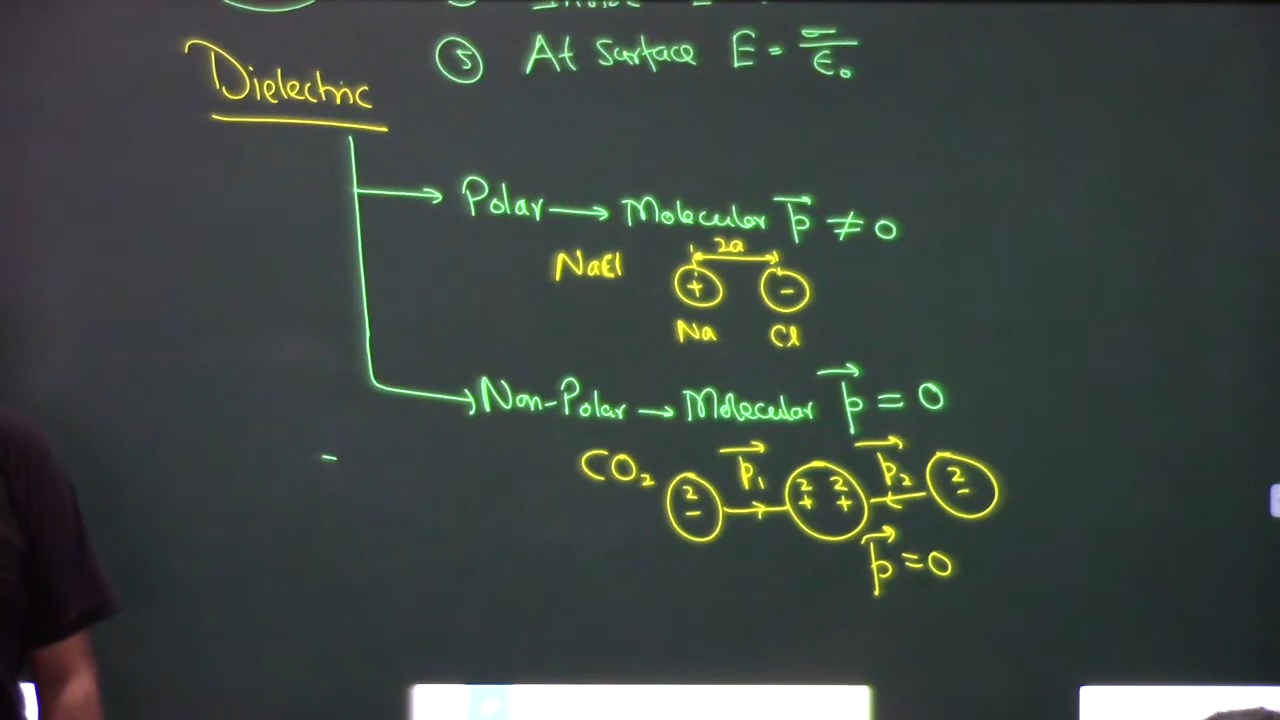 ⑤ At surface E = σ/ε₀
Dielectric
Polar → Molecular p⃗ ≠ 0
NaCl
2a
+ -
Na Cl
Non-Polar → Molecular p⃗ = 0
CO₂ 2- p⃗₁ 2+ 2+ p⃗₂ 2-
p⃗ = 0